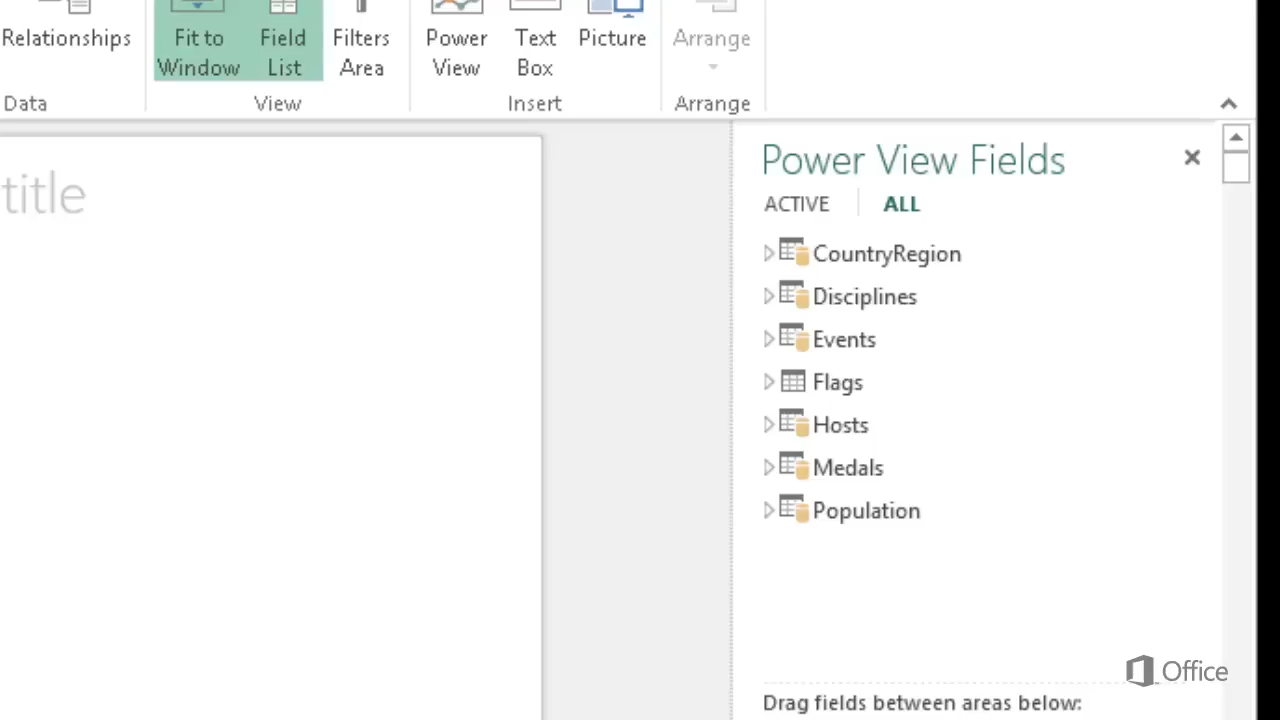 Relationships
Fit to
Window
Field
List
Filters
Area
Power
View
Text
Box
Picture
Arrange
Data
View
Insert
Arrange
title
Power View Fields
ACTIVE
ALL
CountryRegion
Disciplines
Events
Flags
Hosts
Medals
Population
Office
Drag fields between areas below: